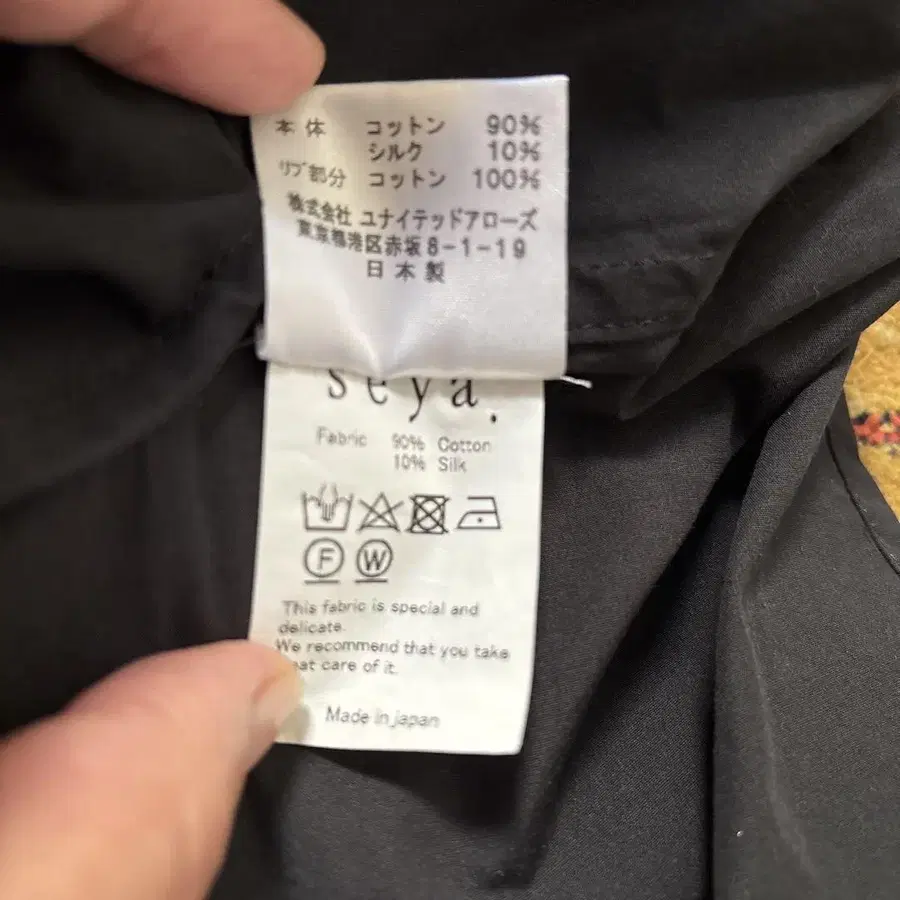 本体 コットン 90%
シルク 10%
リブ部分 コットン 100%
株式会社 ユナイテッドアローズ
東京都港区赤坂8-1-19
日本製
seya.
Fabric 90% Cotton
10% Silk
F W
This fabric is special and
delicate.
We recommend that you take
care of it.
Made in japan